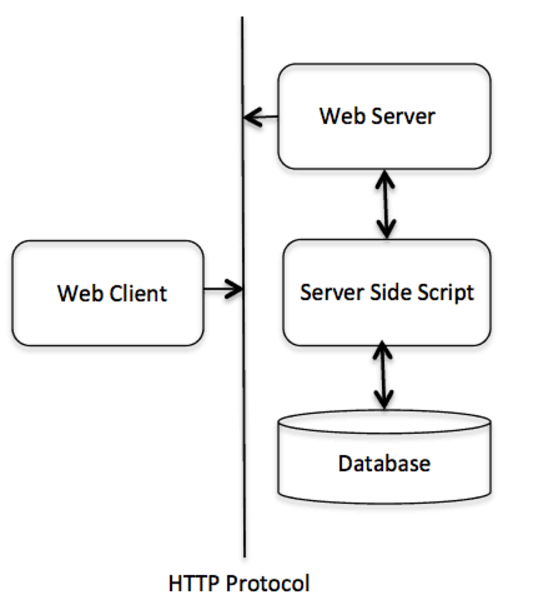 Web Server
Web Client
Server Side Script
Database
HTTP Protocol